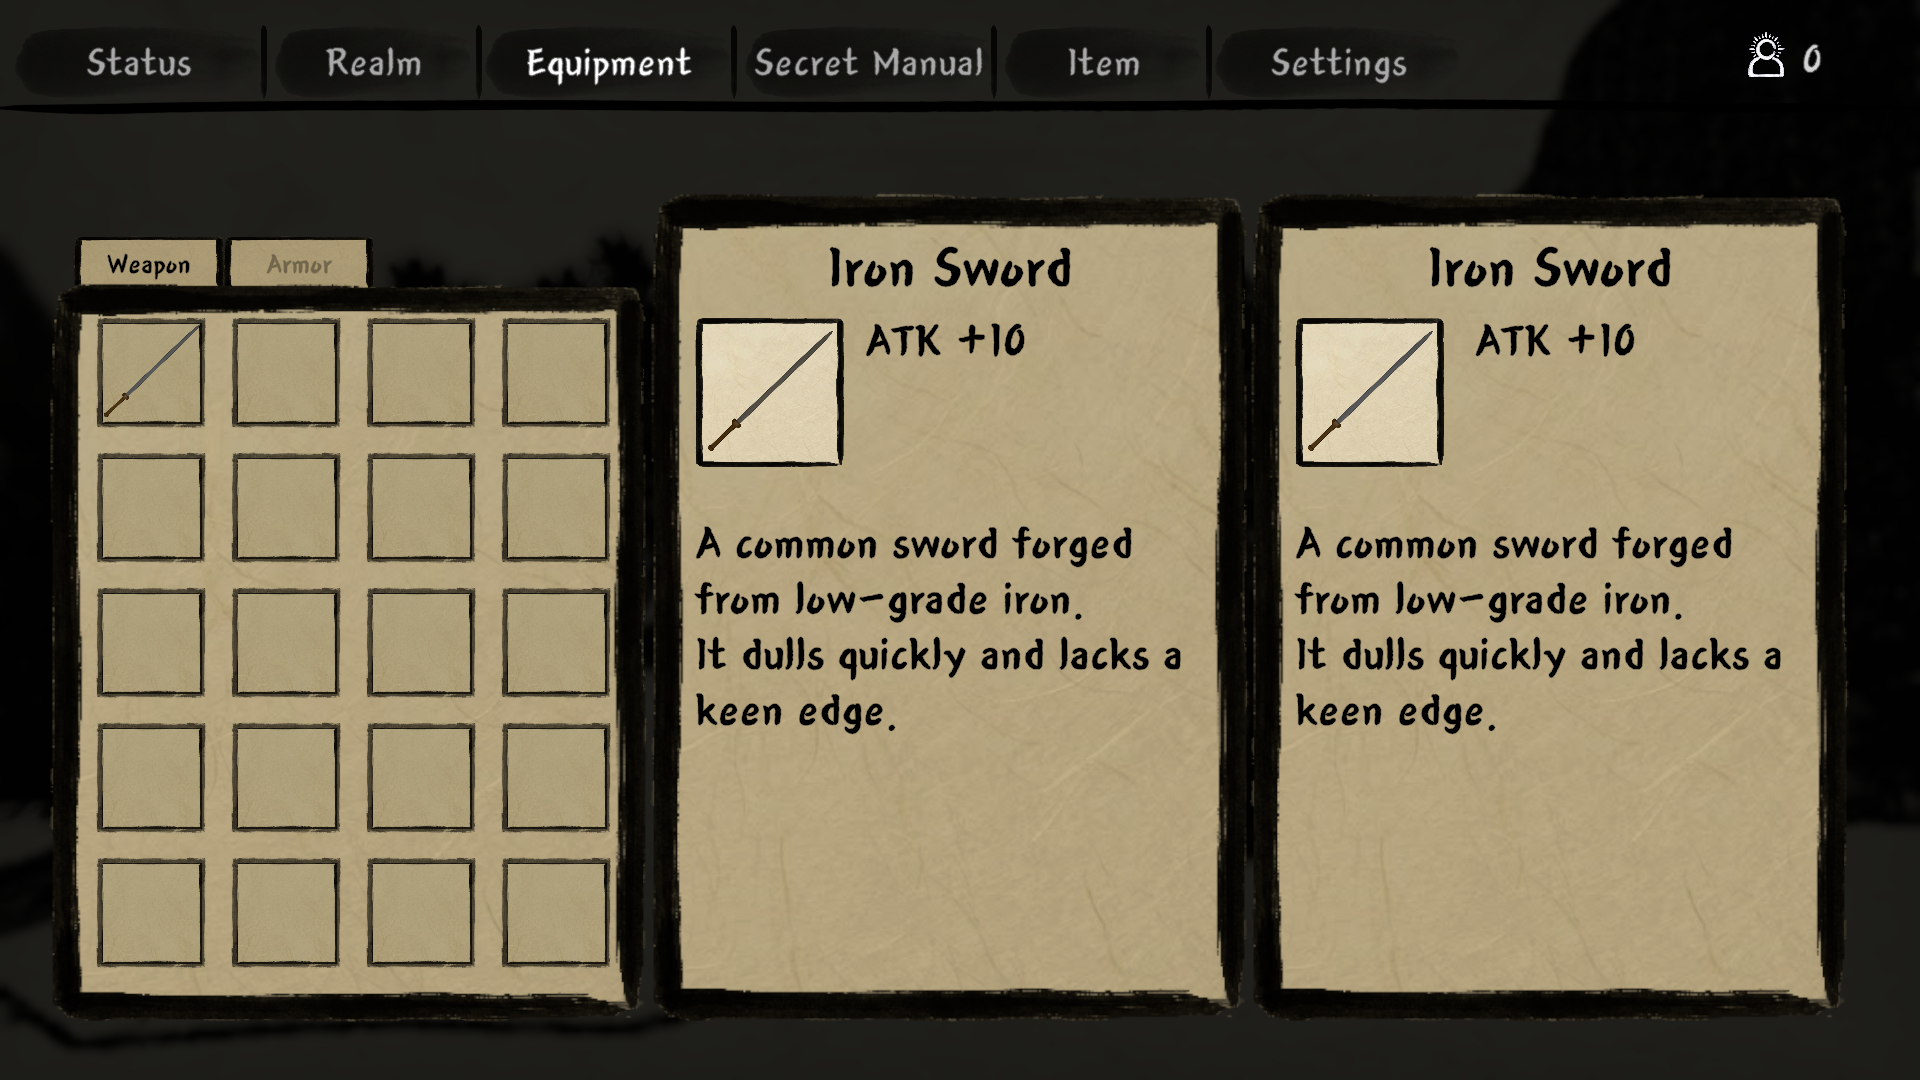 Status
Realm
Equipment
Secret Manual
Item
Settings
0
Weapon
Armor
Iron Sword
ATK +10
A common sword forged
from low-grade iron.
It dulls quickly and lacks a
keen edge.
Iron Sword
ATK +10
A common sword forged
from low-grade iron.
It dulls quickly and lacks a
keen edge.